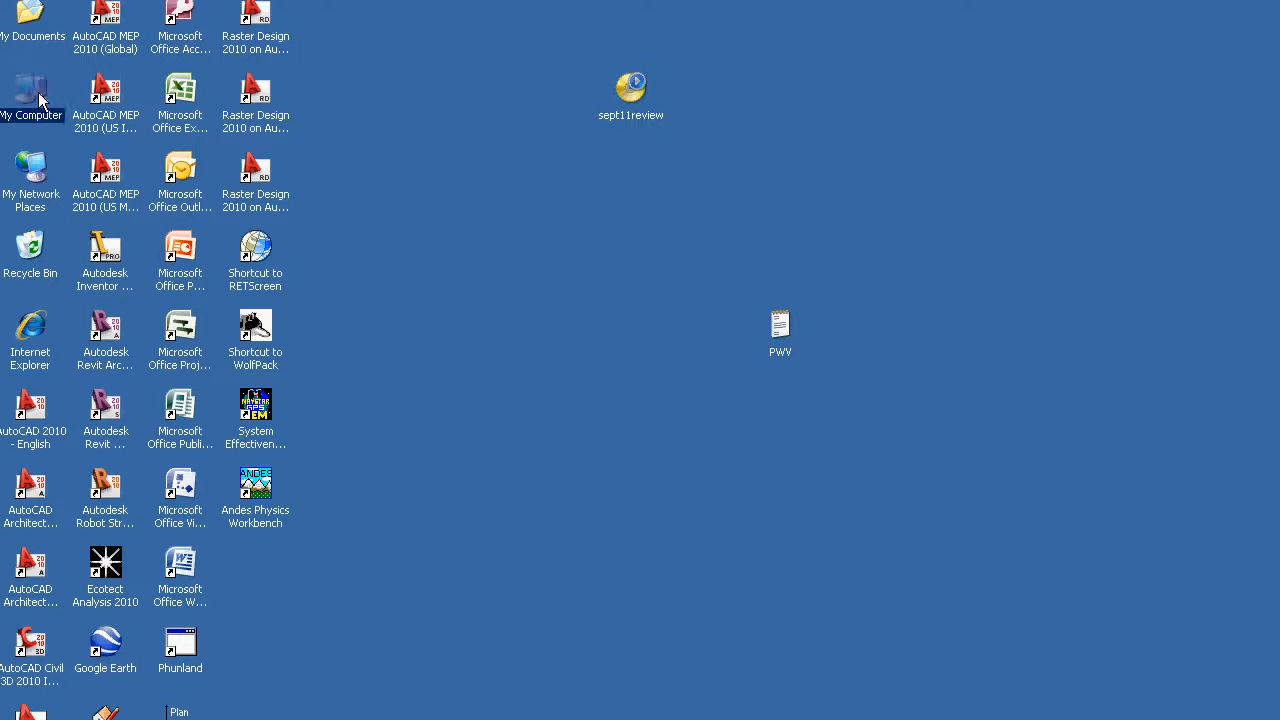 My Documents
AutoCAD MEP
2010 (Global)
Microsoft
Office Acc...
Raster Design
2010 on Au...
My Computer
AutoCAD MEP
2010 (US I...
Microsoft
Office Ex...
Raster Design
2010 on Au...
sept11review
My Network
Places
AutoCAD MEP
2010 (US M...
Microsoft
Office Outl...
Raster Design
2010 on Au...
Recycle Bin
Autodesk
Inventor ...
Microsoft
Office P...
Shortcut to
RETScreen
Internet
Explorer
Autodesk
Revit Arc...
Microsoft
Office Proj...
Shortcut to
WolfPack
PWV
AutoCAD 2010
- English
Autodesk
Revit ...
Microsoft
Office Publi...
System
Effectiven...
AutoCAD
Architect...
Autodesk
Robot Str...
Microsoft
Office Vi...
ANDES
Andes Physics
Workbench
AutoCAD
Architect...
Ecotect
Analysis 2010
Microsoft
Office W...
AutoCAD Civil
3D 2010 I...
Google Earth
Phunland
Plan